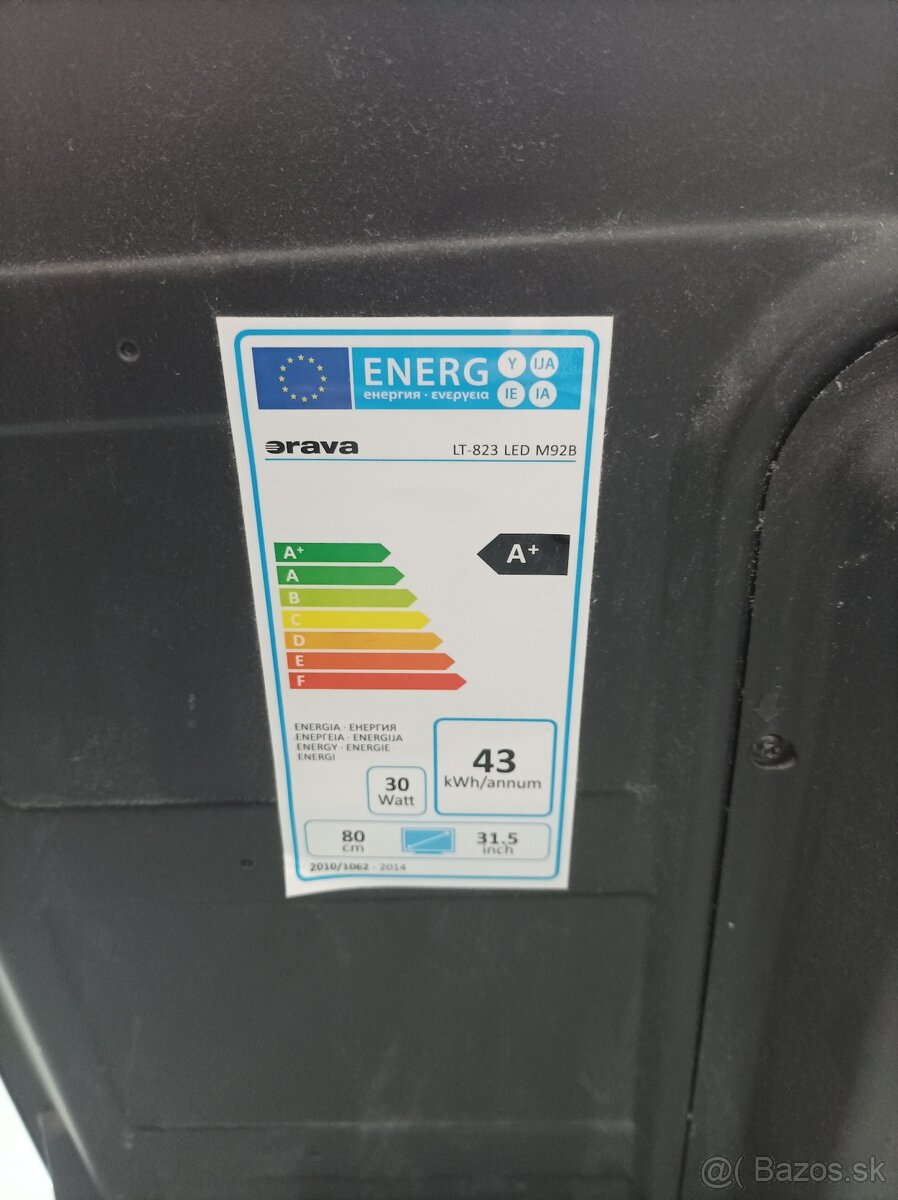 ENERG Y IJA
енергия · ενεργεια IE IA
orava LT-823 LED M92B
A+
A+
A
B
C
D
E
F
ENERGIA · ЕНЕРГИЯ
ΕΝΕΡΓΕΙΑ · ENERGIJA
ENERGY · ENERGIE
ENERGI
43
kWh/annum
30
Watt
80
cm
31.5
inch
2010/1062 - 2014
@( Bazos.sk